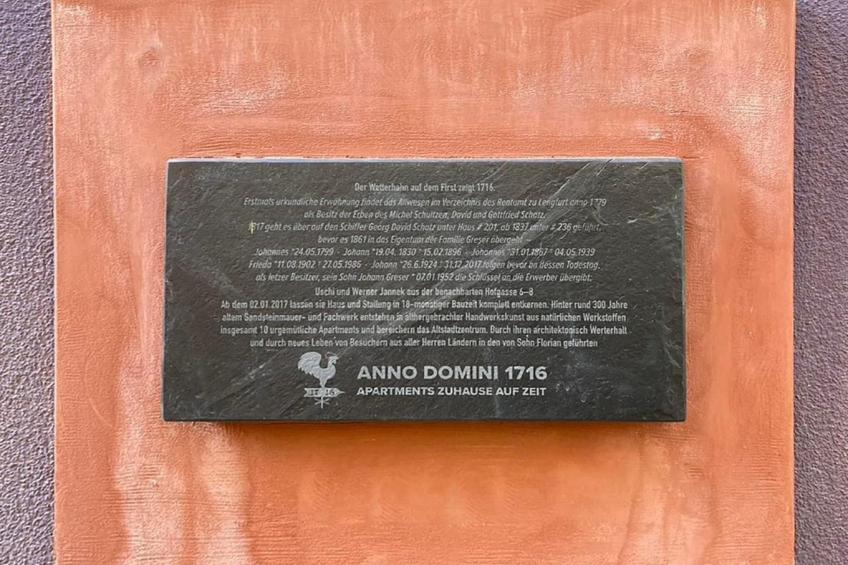 Der Wetterhahn auf dem First zeigt 1716.
Erstmals urkundliche Erwähnung findet das Anwesen im Verzeichnis des Rentamt zu Lengfurt anno 1779
als Besitz der Erben des Michel Schultzen, David und Gottfried Schatz.
1817 geht es über auf den Schiffer Georg David Schatz unter Haus # 201, ab 1837 unter # 236 geführt,
bevor es 1861 in das Eigentum der Familie Greser übergeht -
Johannes *24.05.1799 - Johann *19.04. 1830 †15.02.1896 - Johannes *31.01.1867 † 04.05.1939
Frieda *11.08.1902 † 27.05.1986 - Johann *26.6.1924 † 31.12.2017 folgen bevor an dessen Todestag,
als letzer Besitzer, sein Sohn Johann Greser * 07.01.1952 die Schlüssel an die Erwerber übergibt:
Uschi und Werner Jannek aus der benachbarten Hofgasse 6–8
Ab dem 02.01.2017 lassen sie Haus und Stallung in 18-monatiger Bauzeit komplett entkernen. Hinter rund 300 Jahre
altem Sandsteinmauer- und Fachwerk entstehen in althergebrachter Handwerkskunst aus natürlichen Werkstoffen
insgesamt 10 urgemütliche Apartments und bereichern das Altstadtzentrum. Durch ihren architektonisch Werterhalt
und durch neues Leben von Besuchern aus aller Herren Ländern in den von Sohn Florian geführten
ANNO DOMINI 1716
17 16
APARTMENTS ZUHAUSE AUF ZEIT